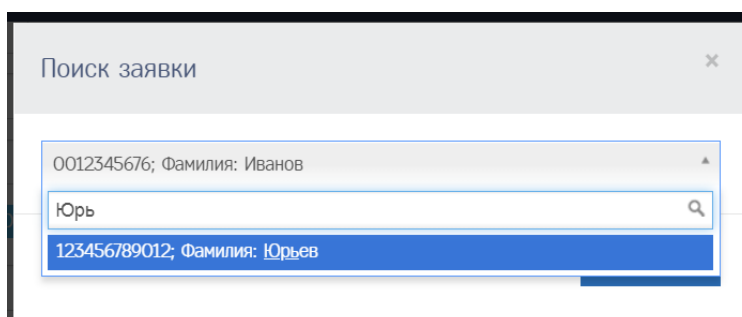 Поиск заявки
0012345676; Фамилия: Иванов
Юрь
123456789012; Фамилия: Юрьев